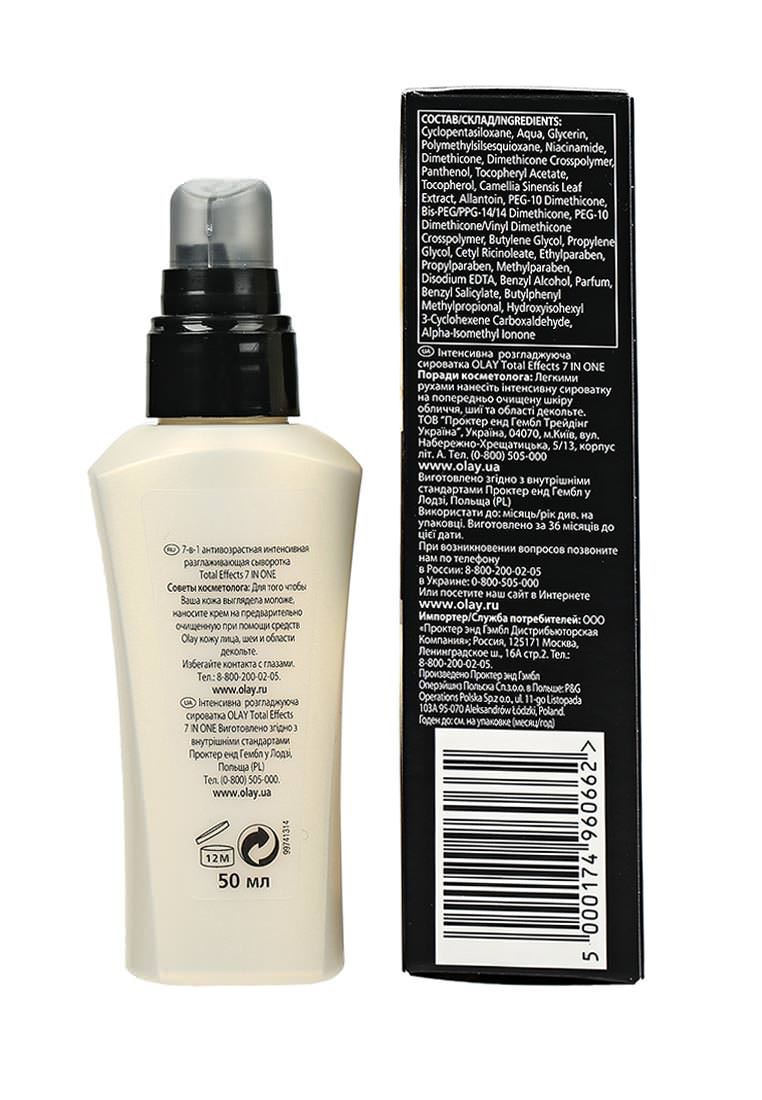 RU 7-в-1 антивозрастная интенсивная
разглаживающая сыворотка
Total Effects 7 IN ONE
Советы косметолога: Для того чтобы
Ваша кожа выглядела моложе,
наносите крем на предварительно
очищенную при помощи средств
Olay кожу лица, шеи и области
декольте.
Избегайте контакта с глазами.
Тел.: 8-800-200-02-05.
www.olay.ru
UA Інтенсивна розгладжуюча
сироватка OLAY Total Effects
7 IN ONE Виготовлено згідно з
внутрішніми стандартами
Проктер енд Гембл у Лодзі,
Польща (PL)
Тел. (0-800) 505-000.
www.olay.ua
12M
99741314
50 мл
СОСТАВ/СКЛАД/INGREDIENTS:
Cyclopentasiloxane, Aqua, Glycerin,
Polymethylsilsesquioxane, Niacinamide,
Dimethicone, Dimethicone Crosspolymer,
Panthenol, Tocopheryl Acetate,
Tocopherol, Camellia Sinensis Leaf
Extract, Allantoin, PEG-10 Dimethicone,
Bis-PEG/PPG-14/14 Dimethicone, PEG-10
Dimethicone/Vinyl Dimethicone
Crosspolymer, Butylene Glycol, Propylene
Glycol, Cetyl Ricinoleate, Ethylparaben,
Propylparaben, Methylparaben,
Disodium EDTA, Benzyl Alcohol, Parfum,
Benzyl Salicylate, Butylphenyl
Methylpropional, Hydroxyisohexyl
3-Cyclohexene Carboxaldehyde,
Alpha-Isomethyl Ionone
UA Інтенсивна розгладжуюча
сироватка OLAY Total Effects 7 IN ONE
Поради косметолога: Легкими
рухами нанесіть інтенсивну сироватку
на попередньо очищену шкіру
обличчя, шиї та області декольте.
ТОВ "Проктер енд Гембл Трейдінг
Україна", Україна, 04070, м.Київ, вул.
Набережно-Хрещатицька, 5/13, корпус
літ. А. Тел. (0-800) 505-000
www.olay.ua
Виготовлено згідно з внутрішніми
стандартами Проктер енд Гембл у
Лодзі, Польща (PL)
Використати до: місяць/рік див. на
упаковці. Виготовлено за 36 місяців до
цієї дати.
При возникновении вопросов позвоните
нам по телефону
в России: 8-800-200-02-05
в Украине: 0-800-505-000
Или посетите наш сайт в Интернете
www.olay.ru
Импортер/Служба потребителей: ООО
«Проктер энд Гэмбл Дистрибьюторская
Компания»; Россия, 125171 Москва,
Ленинградское ш., 16А стр.2. Тел.:
8-800-200-02-05.
Произведено Проктер энд Гэмбл
Оперэйшнз Польска Сп.з.о.о. в Польше: P&G
Operations Polska Sp.z o.o., ul. 11-go Listopada
103A 95-070 Aleksandrów Łódzki, Poland.
Годен до: см. на упаковке (месяц/год)
5 000174 960662 >